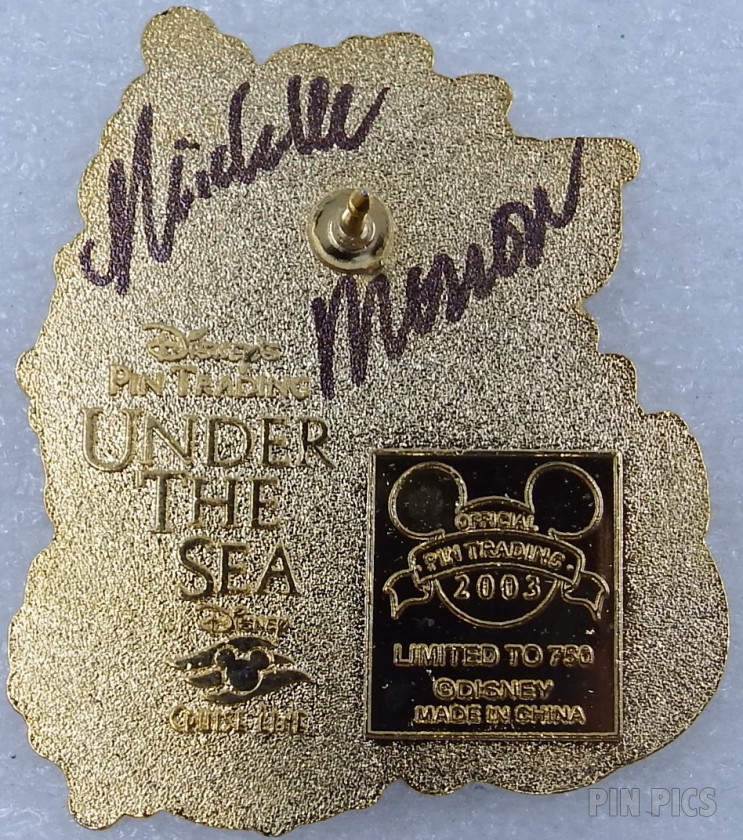 Michelle
Morrow
DISNEY'S
PIN TRADING
UNDER
THE
SEA
DISNEY
CRUISE LINE
OFFICIAL
PIN TRADING
2003
LIMITED TO 750
©DISNEY
MADE IN CHINA
PIN PICS